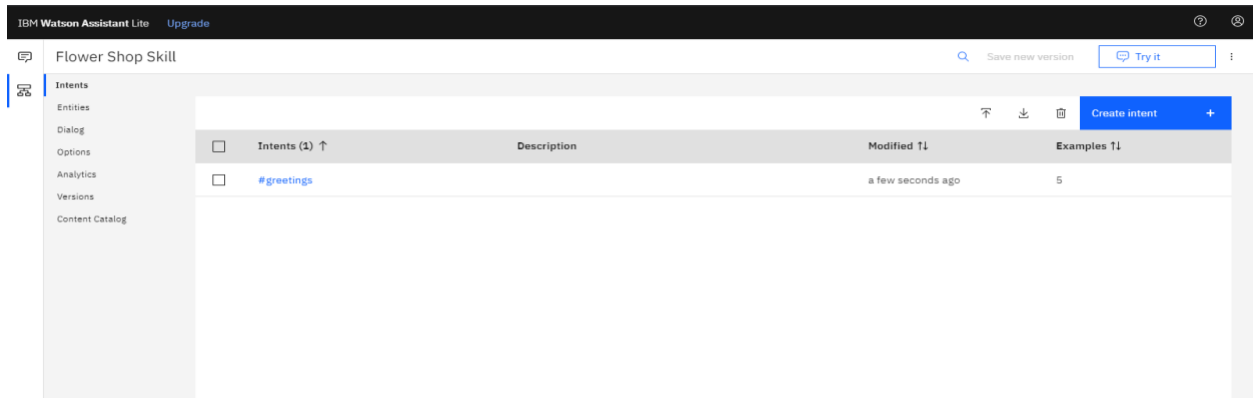 IBM Watson Assistant Lite Upgrade
Flower Shop Skill
Save new version
Try it
Intents
Entities
Dialog
Options
Analytics
Versions
Content Catalog
Create intent +
Intents (1) ↑ Description Modified ↑↓ Examples ↑↓
#greetings a few seconds ago 5